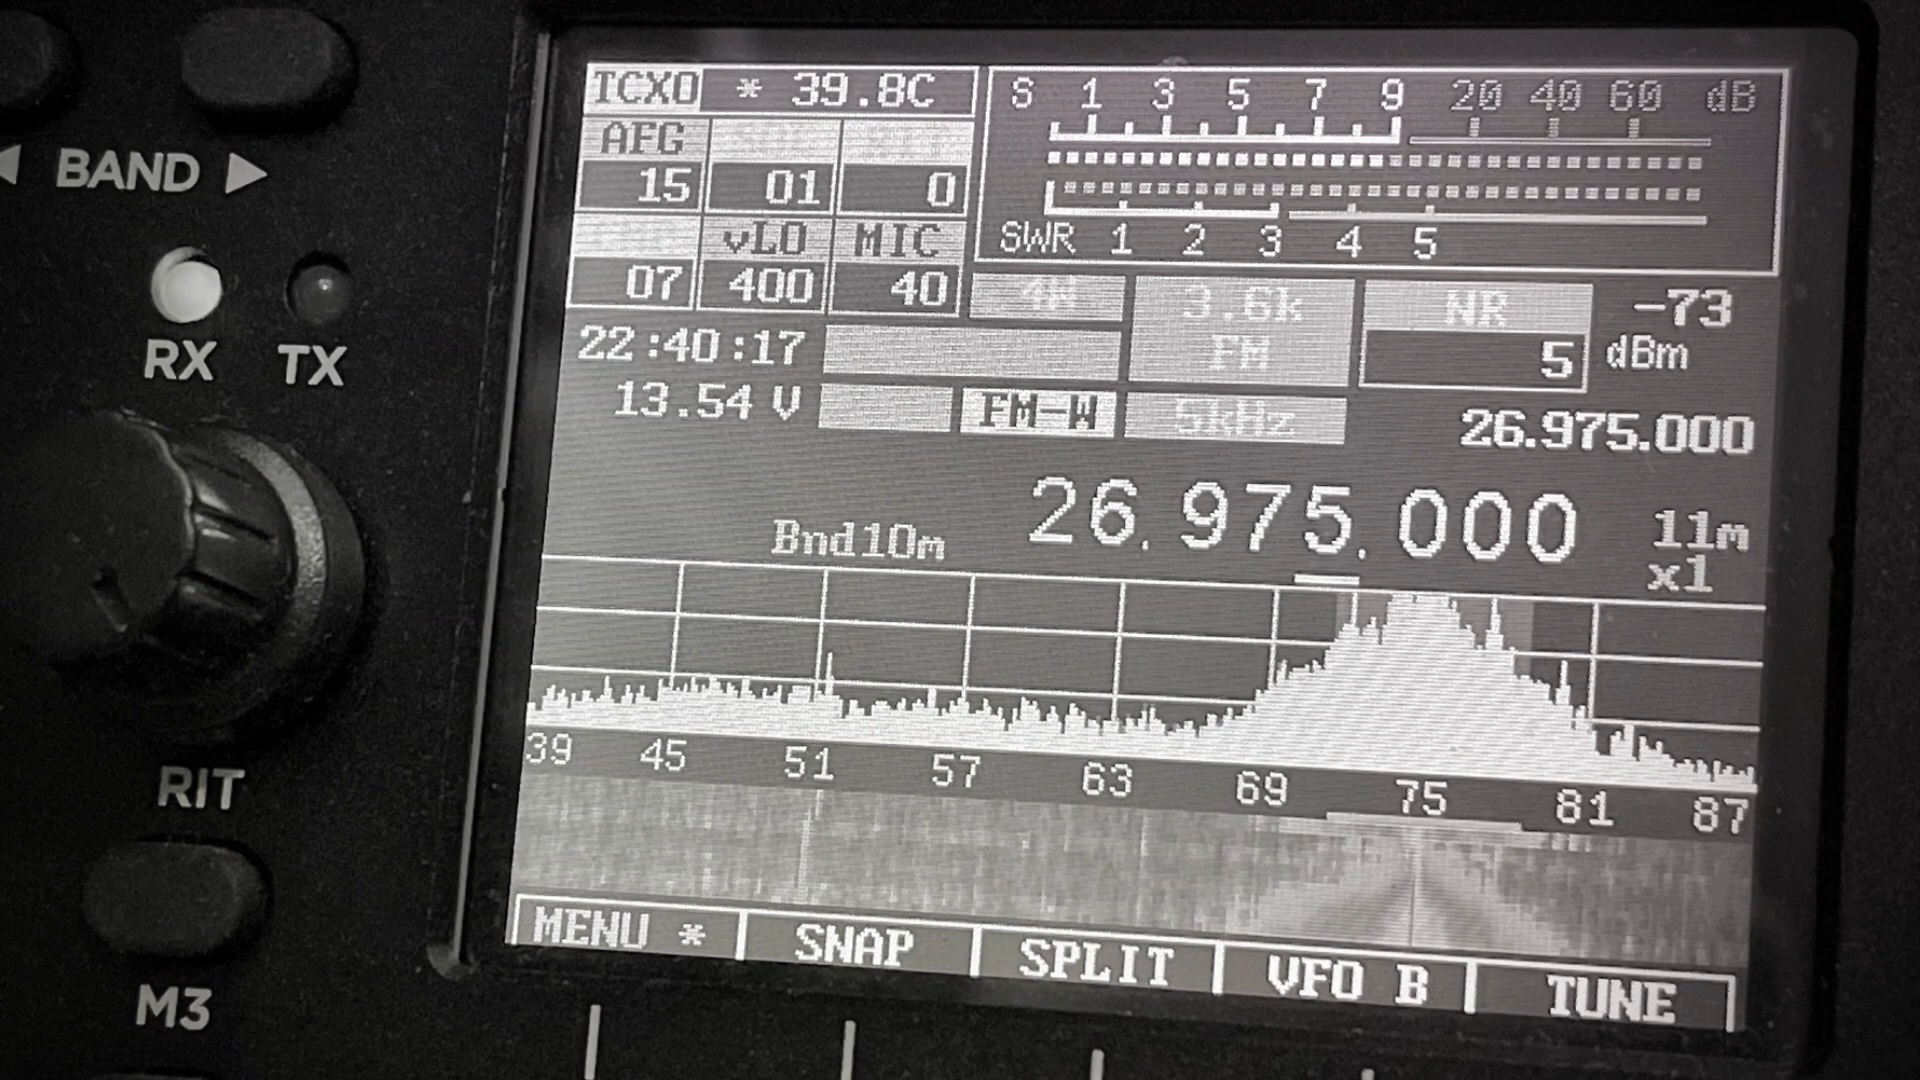 TCXO * 39.8C
S 1 3 5 7 9 20 40 60 dB
AFG
15 01 0
vLD MIC
07 400 40
SWR 1 2 3 4 5
4W 3.6k NR -73
FM 5 dBm
22:40:17
13.54 V FM-W 5kHz 26.975.000
Bnd10m 26.975.000 11m
x1
39 45 51 57 63 69 75 81 87
MENU * SNAP SPLIT VFO B TUNE
◀ BAND ▶
RX TX
RIT
M3